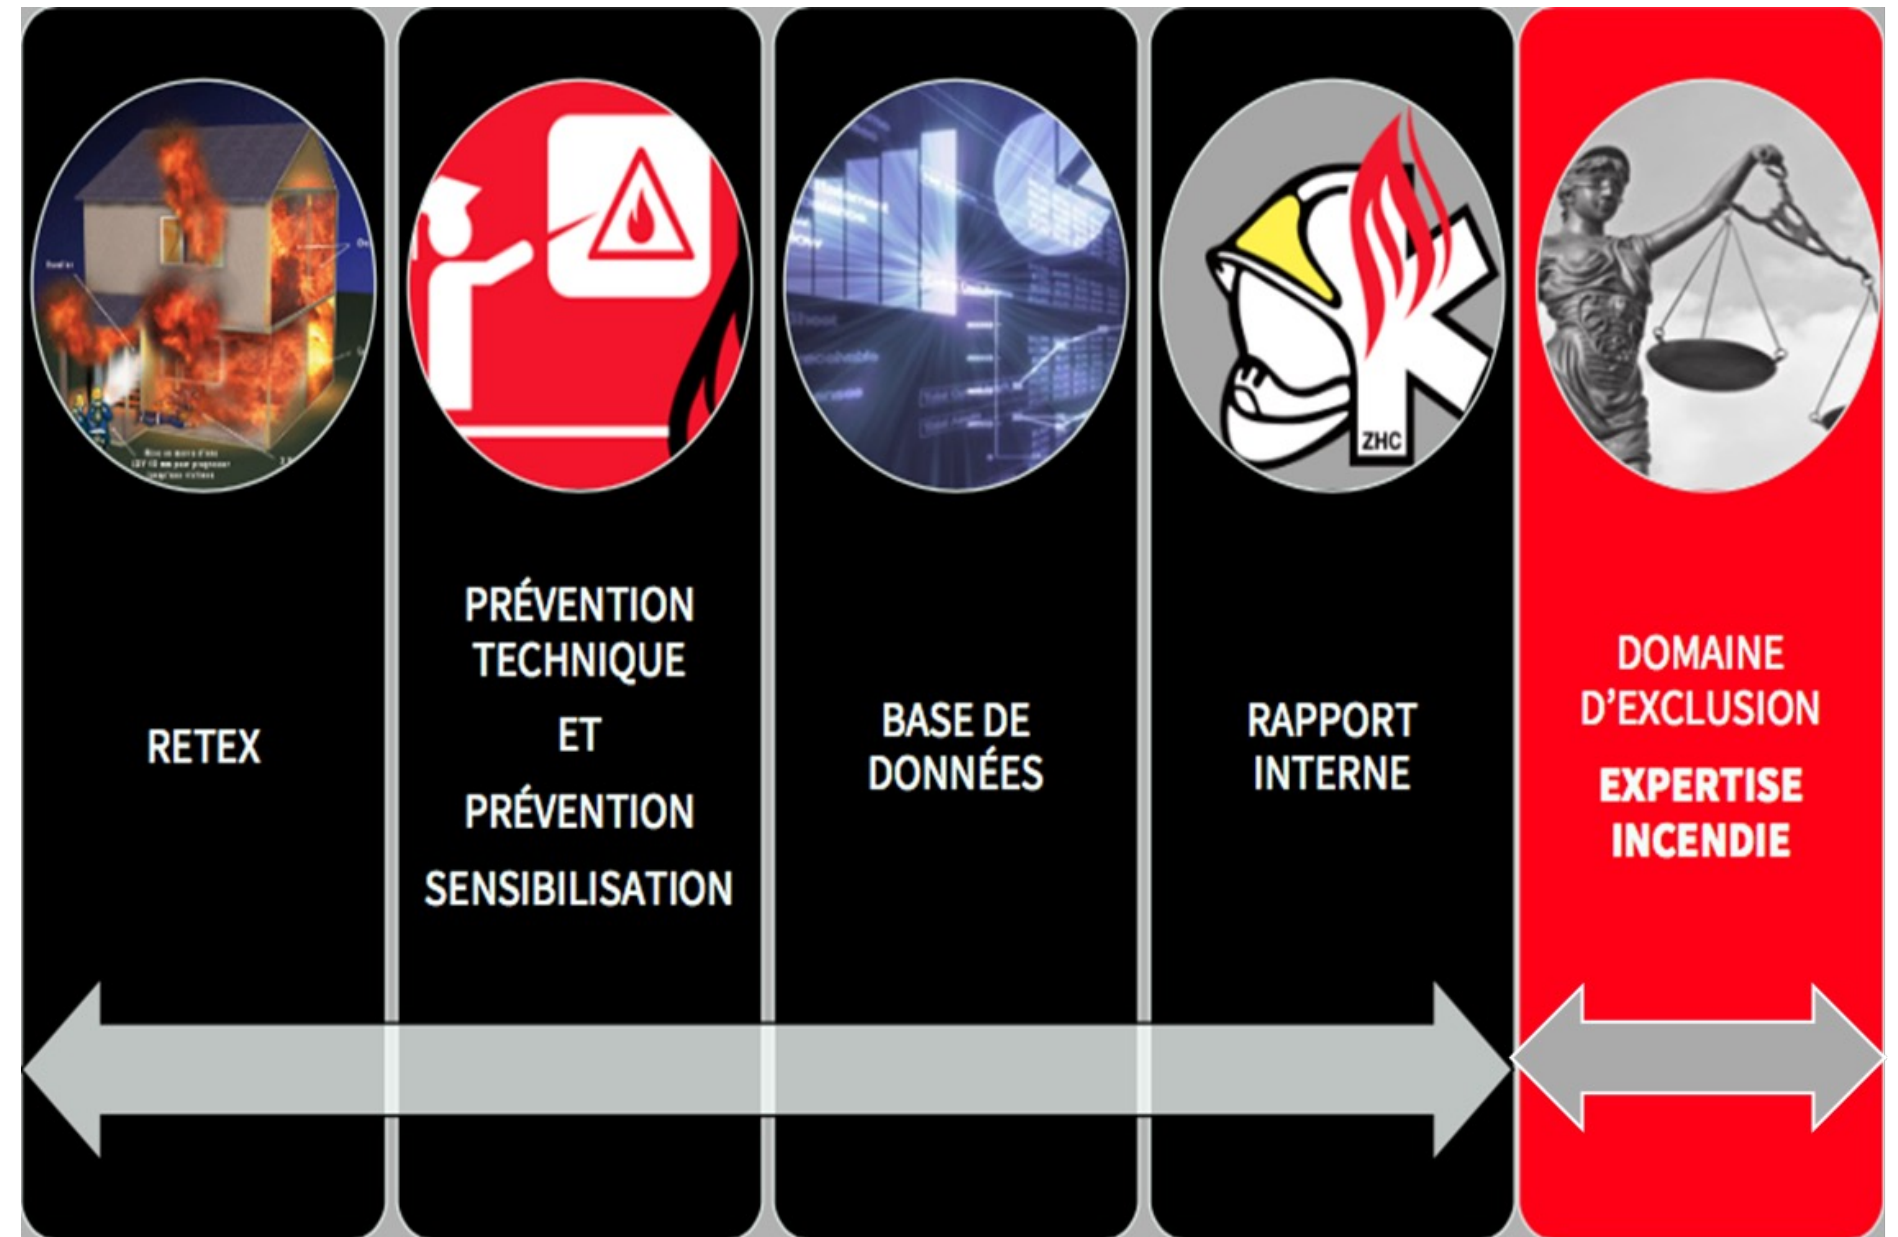 RETEX
PRÉVENTION
TECHNIQUE
ET
PRÉVENTION
SENSIBILISATION
BASE DE
DONNÉES
ZHC
RAPPORT
INTERNE
DOMAINE
D’EXCLUSION
EXPERTISE
INCENDIE